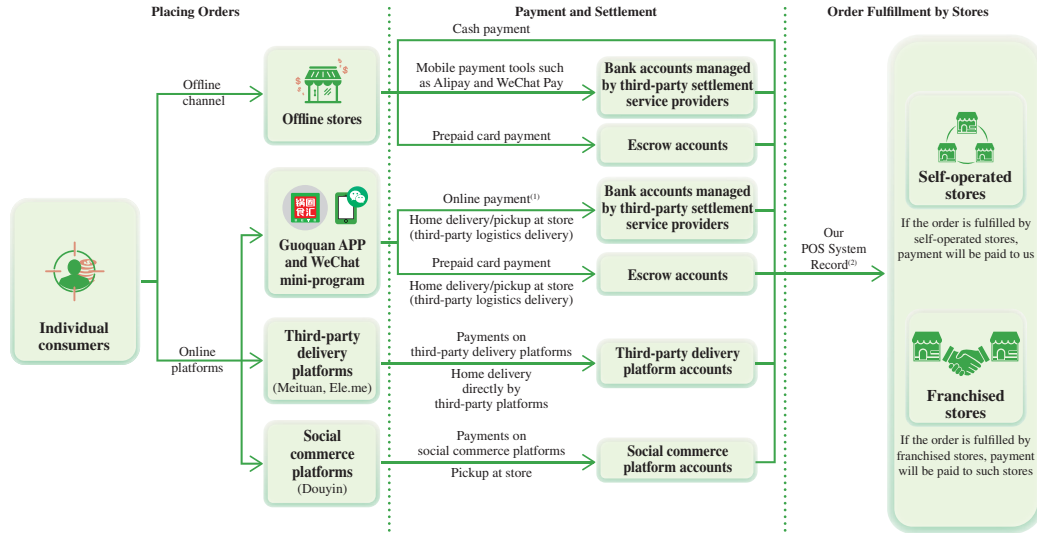 Placing Orders
Payment and Settlement
Order Fulfillment by Stores
Individual
consumers
Offline
channel
Online
platforms
Offline stores
锅圈
食汇
Guoquan APP
and WeChat
mini-program
Third-party
delivery
platforms
(Meituan, Ele.me)
Social
commerce
platforms
(Douyin)
Cash payment
Mobile payment tools such
as Alipay and WeChat Pay
Prepaid card payment
Online payment(1)
Home delivery/pickup at store
(third-party logistics delivery)
Prepaid card payment
Home delivery/pickup at store
(third-party logistics delivery)
Payments on
third-party delivery platforms
Home delivery
directly by
third-party platforms
Payments on
social commerce platforms
Pickup at store
Bank accounts managed
by third-party settlement
service providers
Escrow accounts
Bank accounts managed
by third-party settlement
service providers
Escrow accounts
Third-party delivery
platform accounts
Social commerce
platform accounts
Our
POS System
Record(2)
Self-operated
stores
If the order is fulfilled by
self-operated stores,
payment will be paid to us
Franchised
stores
If the order is fulfilled by
franchised stores, payment
will be paid to such stores